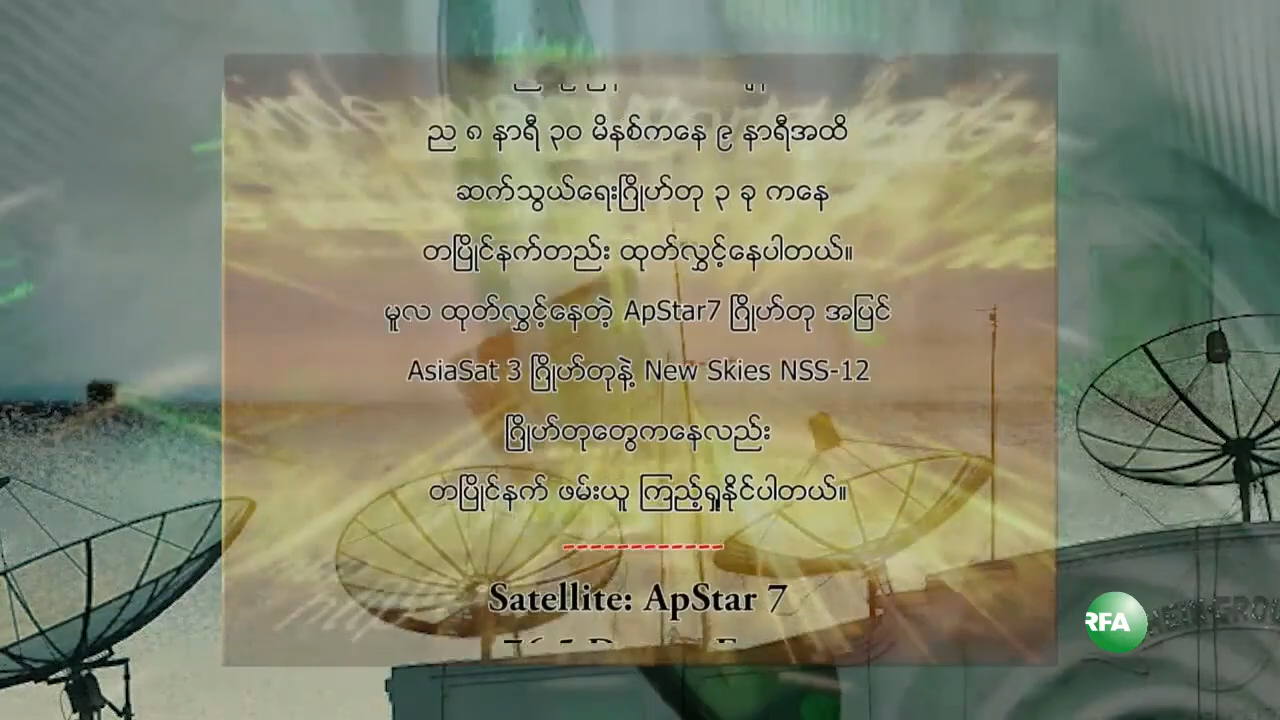 ည ၈ နာရီ ၃၀ မိနစ်ကနေ ၉ နာရီအထိ
ဆက်သွယ်ရေးဂြိုဟ်တု ၃ ခု ကနေ
တပြိုင်နက်တည်း ထုတ်လွှင့်နေပါတယ်။
မူလ ထုတ်လွှင့်နေတဲ့ ApStar7 ဂြိုဟ်တု အပြင်
AsiaSat 3 ဂြိုဟ်တုနဲ့ New Skies NSS-12
ဂြိုဟ်တုတွေကနေလည်း
တပြိုင်နက် ဖမ်းယူ ကြည့်ရှုနိုင်ပါတယ်။
------------
Satellite: ApStar 7
RFA